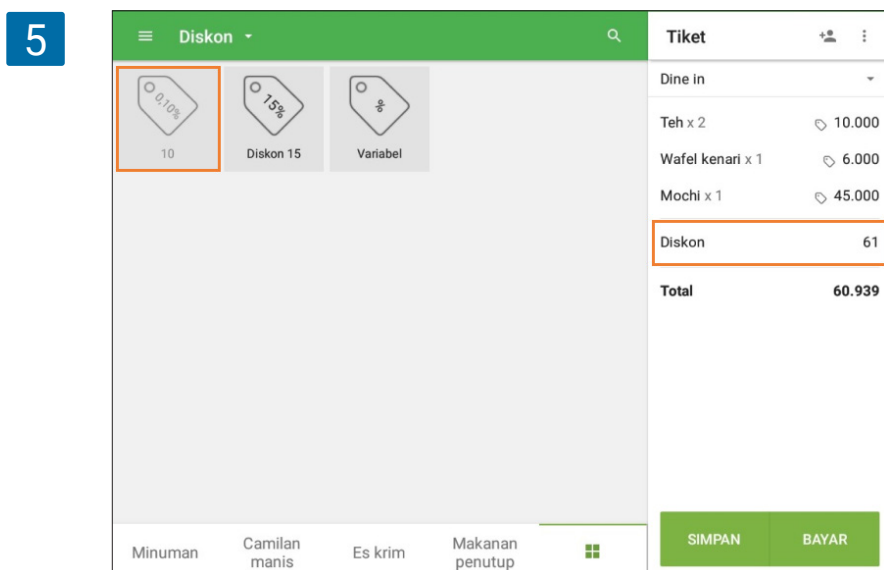 5
Diskon
Tiket
Dine in
0,10%
15%
%
10
Diskon 15
Variabel
Teh x 2 10.000
Wafel kenari x 1 6.000
Mochi x 1 45.000
Diskon 61
Total 60.939
Minuman
Camilan
manis
Es krim
Makanan
penutup
SIMPAN
BAYAR